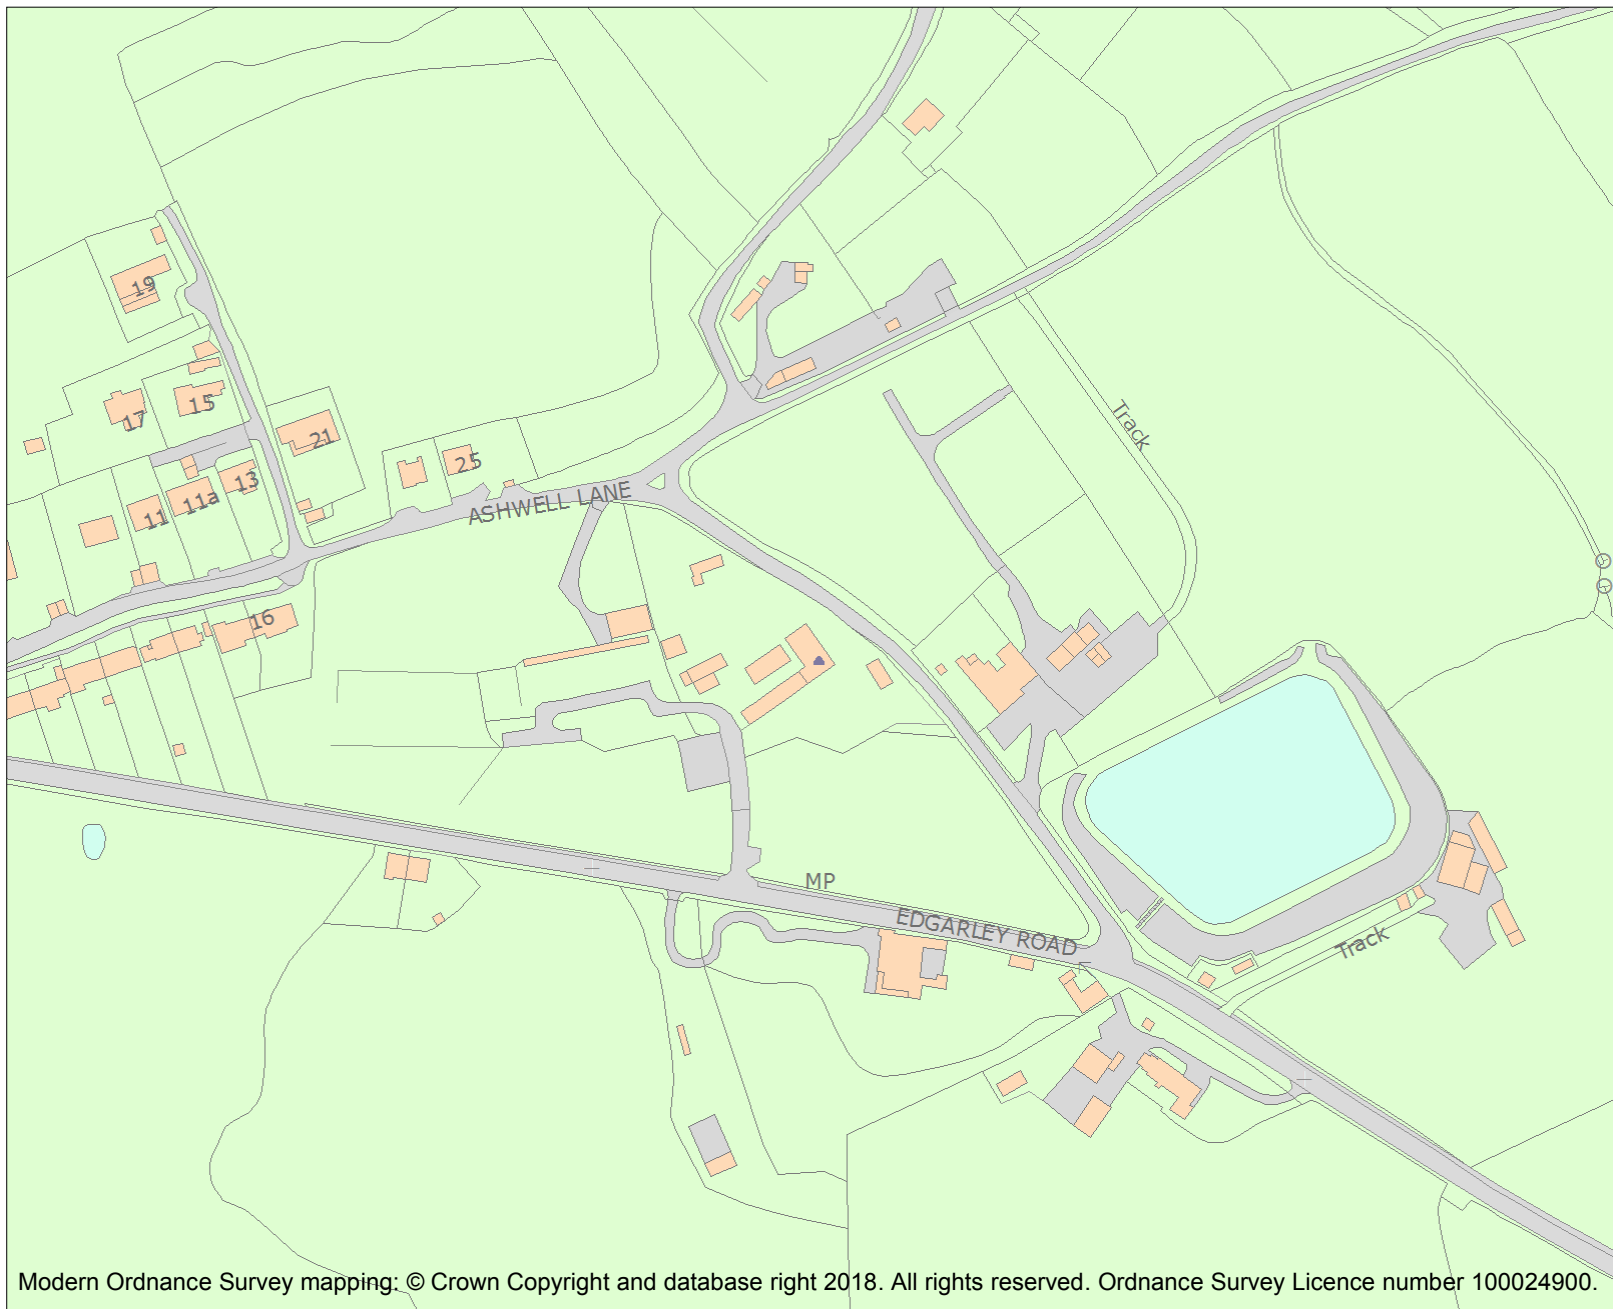 19
17
15
21
25
13
11a
11
ASHWELL LANE
Track
16
MP
EDGARLEY ROAD
Track
Modern Ordnance Survey mapping: © Crown Copyright and database right 2018. All rights reserved. Ordnance Survey Licence number 100024900.